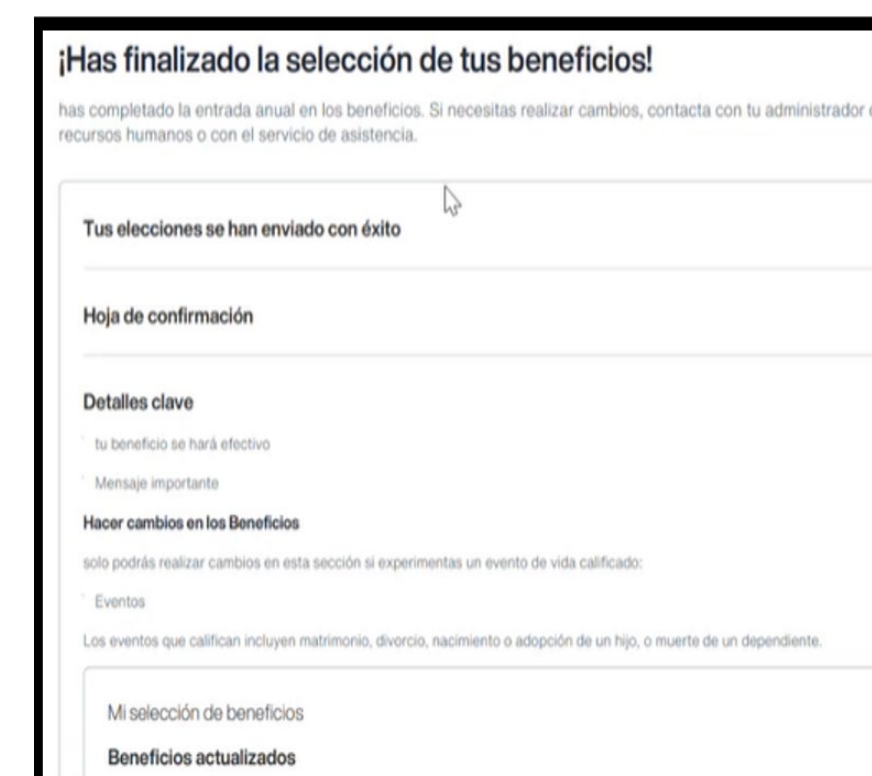 ¡Has finalizado la selección de tus beneficios!
has completado la entrada anual en los beneficios. Si necesitas realizar cambios, contacta con tu administrador
recursos humanos o con el servicio de asistencia.
Tus elecciones se han enviado con éxito
Hoja de confirmación
Detalles clave
tu beneficio se hará efectivo
Mensaje importante
Hacer cambios en los Beneficios
solo podrás realizar cambios en esta sección si experimentas un evento de vida calificado:
Eventos
Los eventos que califican incluyen matrimonio, divorcio, nacimiento o adopción de un hijo, o muerte de un dependiente.
Mi selección de beneficios
Beneficios actualizados